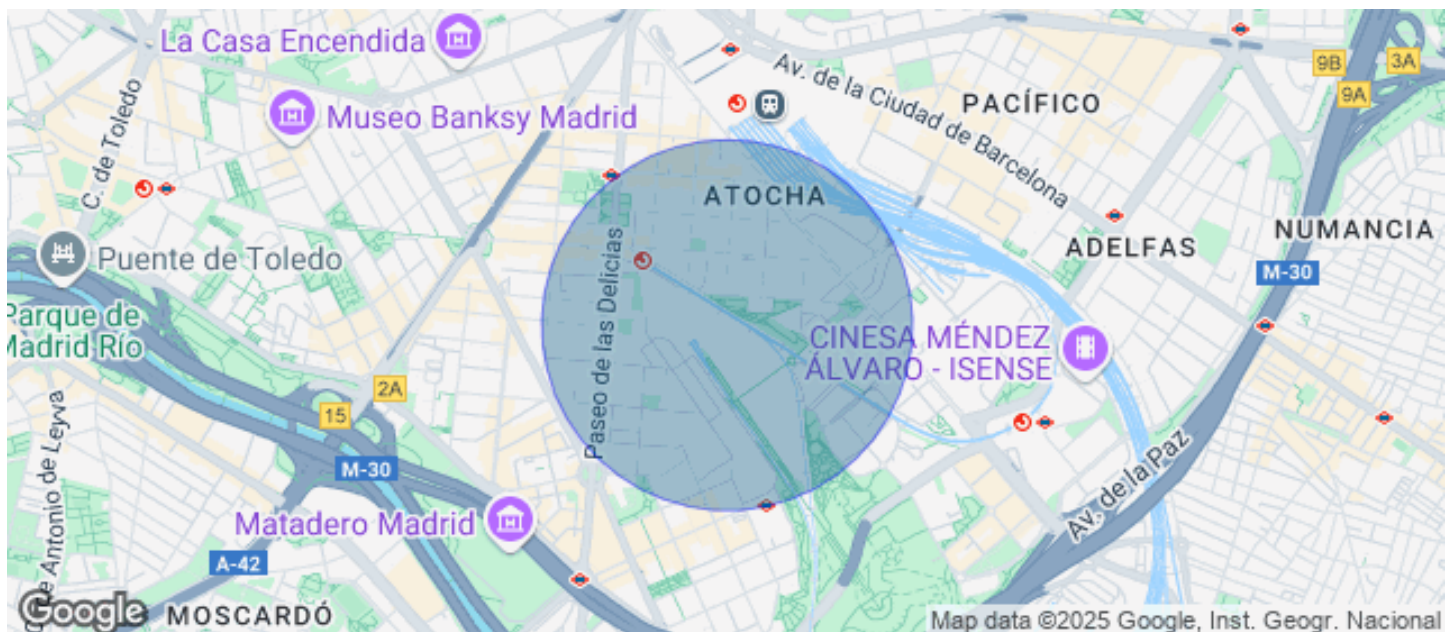 La Casa Encendida
Museo Banksy Madrid
C. de Toledo
Av. de la Ciudad de Barcelona
PACÍFICO
9B
3A
9A
ATOCHA
ADELFAS
NUMANCIA
M-30
Puente de Toledo
Parque de
Madrid Río
Paseo de las Delicias
CINESA MÉNDEZ
ÁLVARO - ISENSE
2A
15
M-30
Av. de la Paz
de Antonio de Leyva
Matadero Madrid
A-42
MOSCARDÓ
Google
Map data ©2025 Google, Inst. Geogr. Nacional